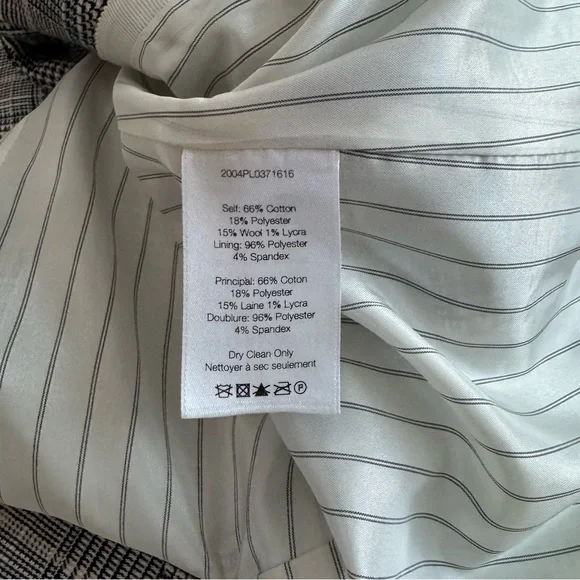 2004PL0371616
Self: 66% Cotton
18% Polyester
15% Wool 1% Lycra
Lining: 96% Polyester
4% Spandex
Principal: 66% Coton
18% Polyester
15% Laine 1% Lycra
Doublure: 96% Polyester
4% Spandex
Dry Clean Only
Nettoyer à sec seulement
P